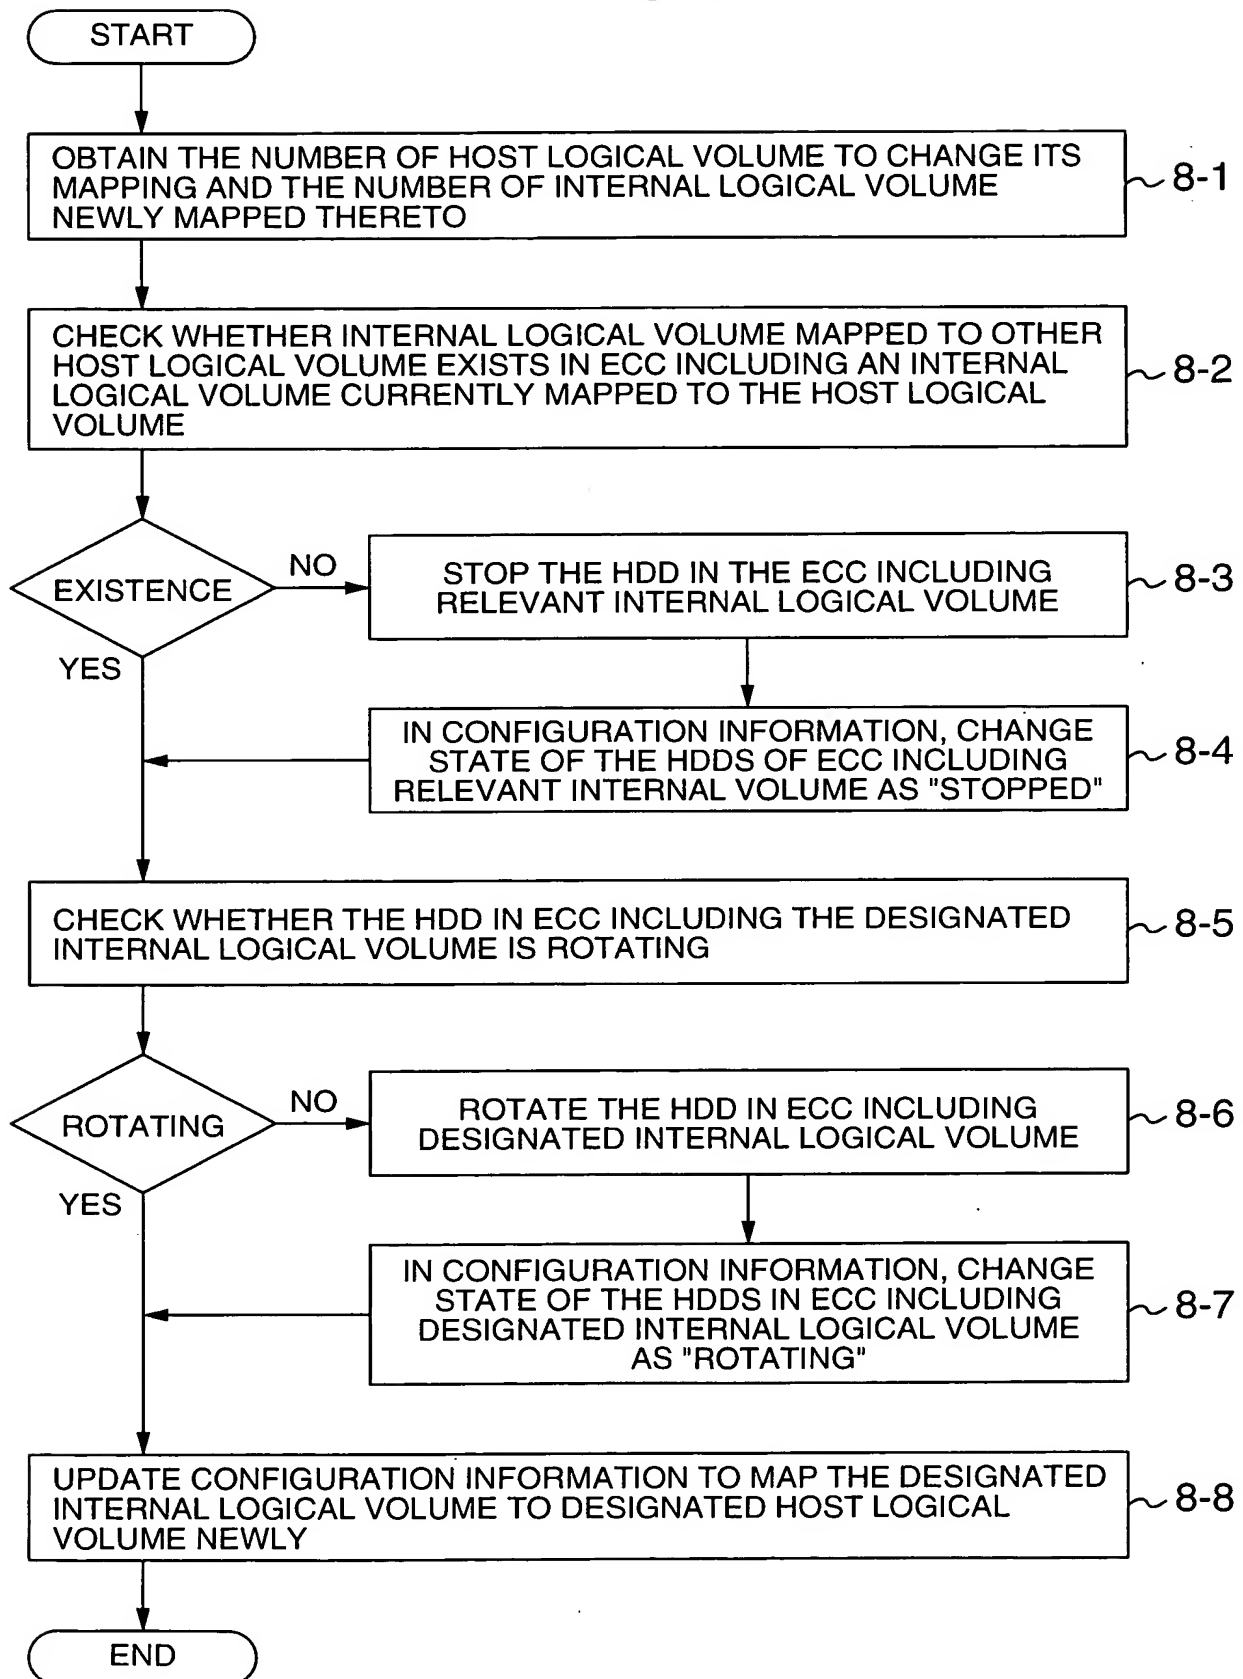 START
OBTAIN THE NUMBER OF HOST LOGICAL VOLUME TO CHANGE ITS
MAPPING AND THE NUMBER OF INTERNAL LOGICAL VOLUME
NEWLY MAPPED THERETO
8-1
CHECK WHETHER INTERNAL LOGICAL VOLUME MAPPED TO OTHER
HOST LOGICAL VOLUME EXISTS IN ECC INCLUDING AN INTERNAL
LOGICAL VOLUME CURRENTLY MAPPED TO THE HOST LOGICAL
VOLUME
8-2
EXISTENCE
NO
YES
STOP THE HDD IN THE ECC INCLUDING
RELEVANT INTERNAL LOGICAL VOLUME
8-3
IN CONFIGURATION INFORMATION, CHANGE
STATE OF THE HDDS OF ECC INCLUDING
RELEVANT INTERNAL VOLUME AS "STOPPED"
8-4
CHECK WHETHER THE HDD IN ECC INCLUDING THE DESIGNATED
INTERNAL LOGICAL VOLUME IS ROTATING
8-5
ROTATING
NO
YES
ROTATE THE HDD IN ECC INCLUDING
DESIGNATED INTERNAL LOGICAL VOLUME
8-6
IN CONFIGURATION INFORMATION, CHANGE
STATE OF THE HDDS IN ECC INCLUDING
DESIGNATED INTERNAL LOGICAL VOLUME
AS "ROTATING"
8-7
UPDATE CONFIGURATION INFORMATION TO MAP THE DESIGNATED
INTERNAL LOGICAL VOLUME TO DESIGNATED HOST LOGICAL
VOLUME NEWLY
8-8
END